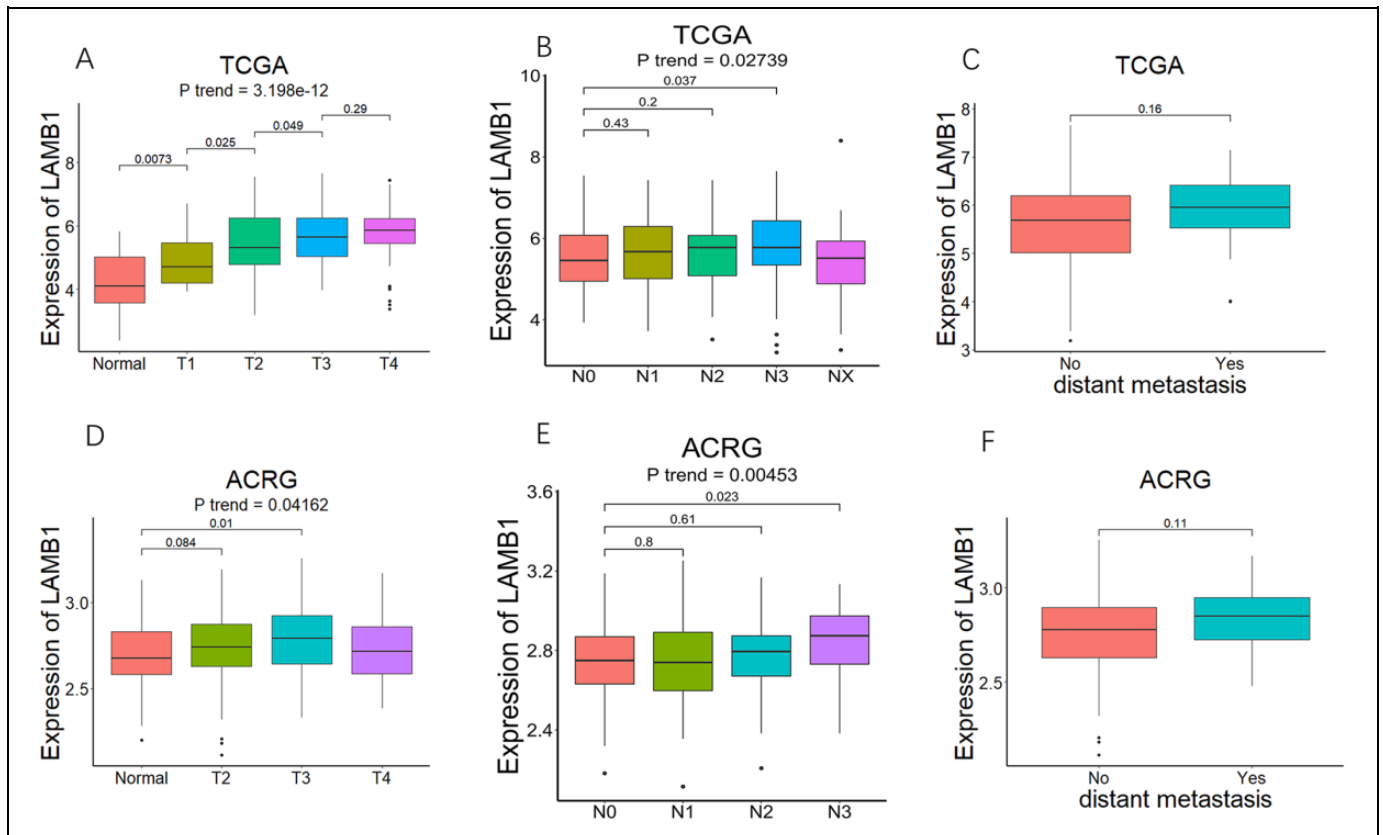 A
TCGA
P trend = 3.198e-12
Expression of LAMB1
8
6
4
0.0073
0.025
0.049
0.29
Normal T1 T2 T3 T4
B
TCGA
P trend = 0.02739
Expression of LAMB1
10
8
6
4
0.037
0.2
0.43
N0 N1 N2 N3 NX
C
TCGA
Expression of LAMB1
8
7
6
5
4
3
0.16
No Yes
distant metastasis
D
ACRG
P trend = 0.04162
Expression of LAMB1
3.0
2.5
0.01
0.084
Normal T2 T3 T4
E
ACRG
P trend = 0.00453
Expression of LAMB1
3.6
3.2
2.8
2.4
0.023
0.61
0.8
N0 N1 N2 N3
F
ACRG
Expression of LAMB1
3.0
2.5
0.11
No Yes
distant metastasis